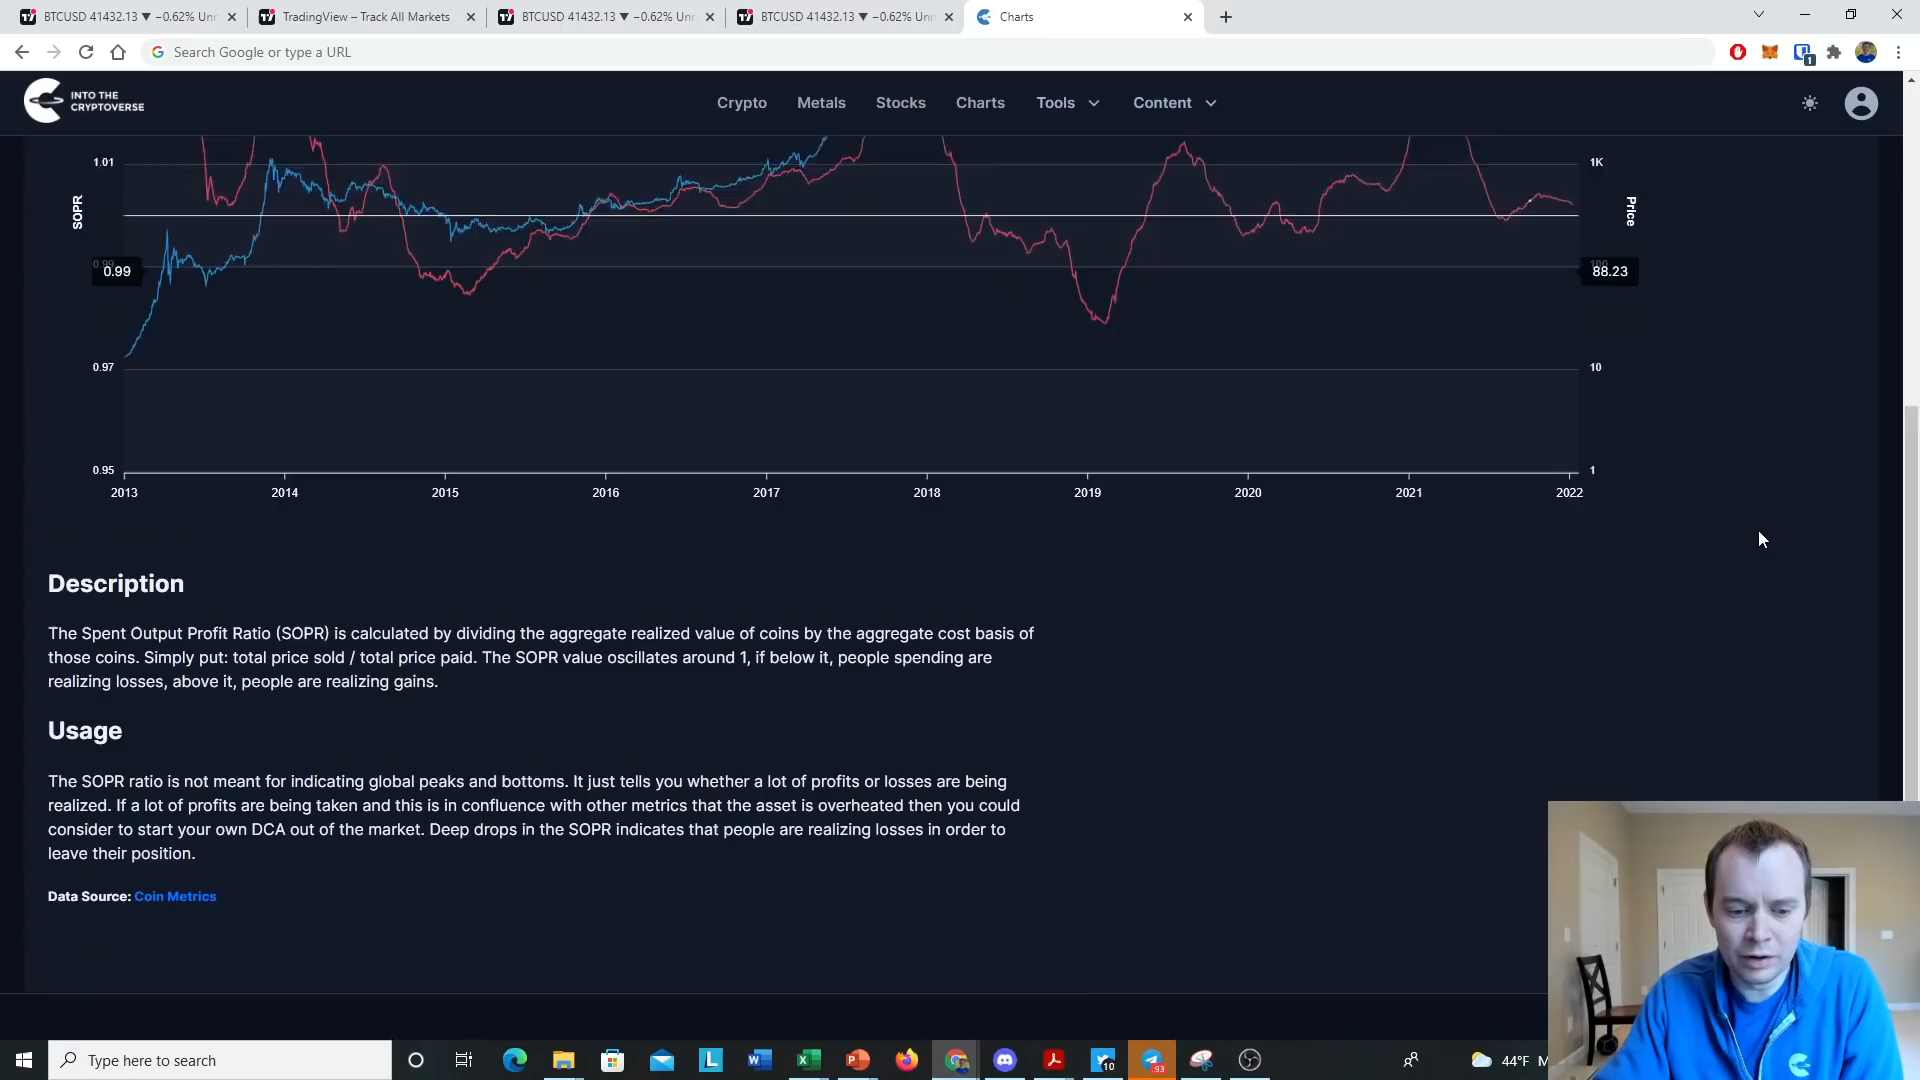 BTCUSD 41432.13 ▼ −0.62% Unn
TradingView – Track All Markets
BTCUSD 41432.13 ▼ −0.62% Unn
BTCUSD 41432.13 ▼ −0.62% Unn
Charts
Search Google or type a URL
1
INTO THE
CRYPTOVERSE
Crypto
Metals
Stocks
Charts
Tools
Content
1.01
1K
SOPR
Price
0.99
0.99
100
88.23
0.97
10
0.95
1
2013
2014
2015
2016
2017
2018
2019
2020
2021
2022
Description
The Spent Output Profit Ratio (SOPR) is calculated by dividing the aggregate realized value of coins by the aggregate cost basis of
those coins. Simply put: total price sold / total price paid. The SOPR value oscillates around 1, if below it, people spending are
realizing losses, above it, people are realizing gains.
Usage
The SOPR ratio is not meant for indicating global peaks and bottoms. It just tells you whether a lot of profits or losses are being
realized. If a lot of profits are being taken and this is in confluence with other metrics that the asset is overheated then you could
consider to start your own DCA out of the market. Deep drops in the SOPR indicates that people are realizing losses in order to
leave their position.
Data Source: Coin Metrics
Type here to search
10
93
44°F M